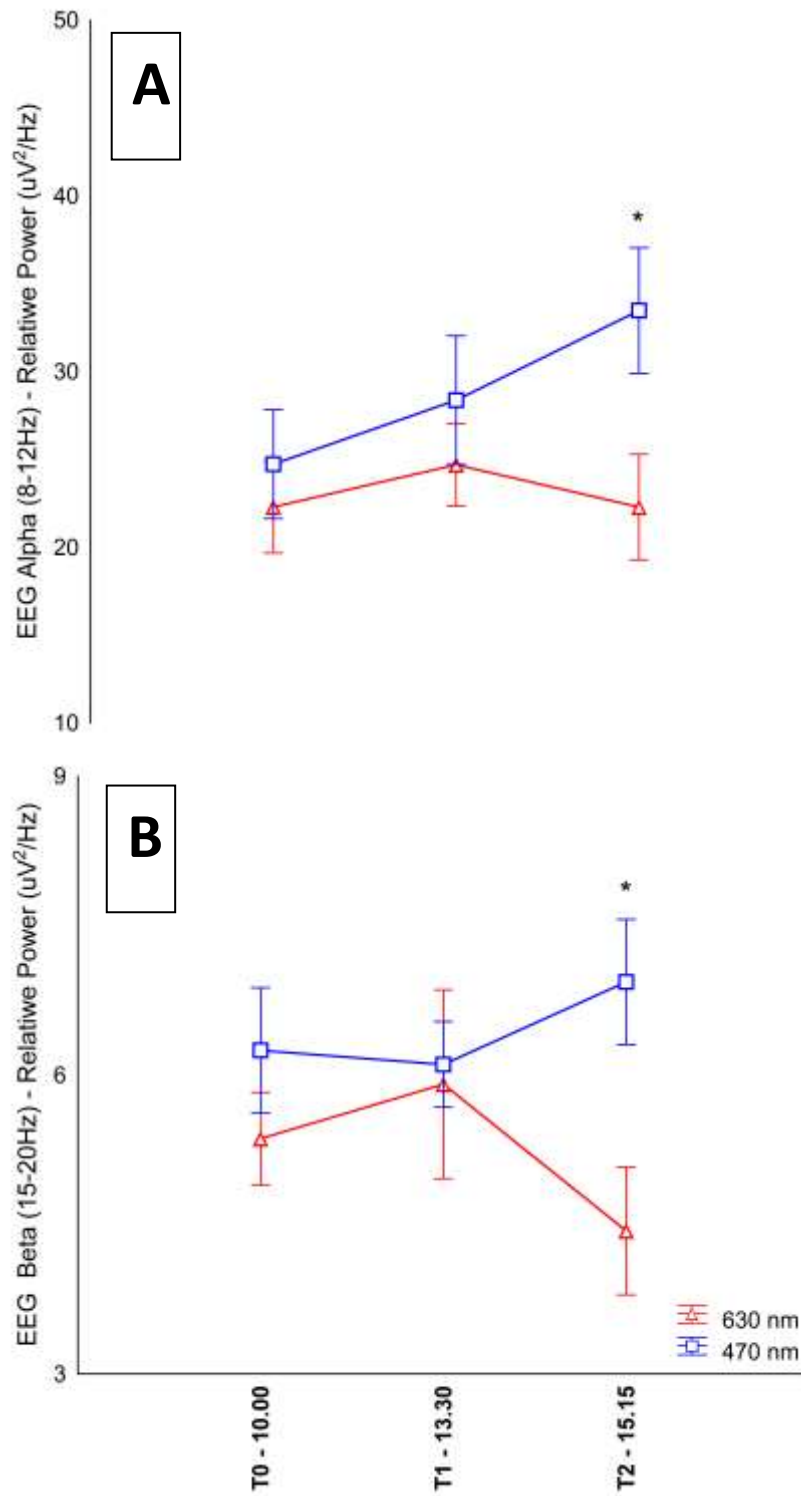 50
A
EEG Alpha (8-12Hz) - Relatiwe Power (uV²/Hz)
40
*
30
20
10
9
B
EEG Beta (15-20Hz) - Relatiwe Power (uV²/Hz)
*
6
630 nm
470 nm
3
T0 - 10.00
T1 - 13.30
T2 - 15.15